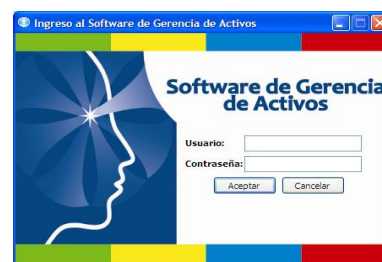 Ingreso al Software de Gerencia de Activos
Software de Gerencia
de Activos
Usuario:
Contraseña:
Aceptar Cancelar